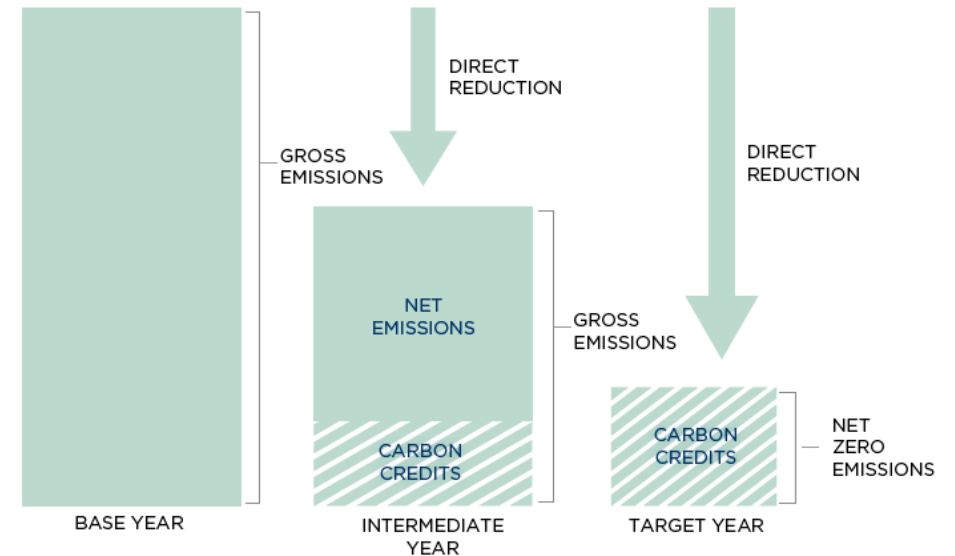 DIRECT
REDUCTION
GROSS
EMISSIONS
DIRECT
REDUCTION
NET
EMISSIONS
GROSS
EMISSIONS
CARBON
CREDITS
CARBON
CREDITS
NET
ZERO
EMISSIONS
BASE YEAR
INTERMEDIATE
YEAR
TARGET YEAR